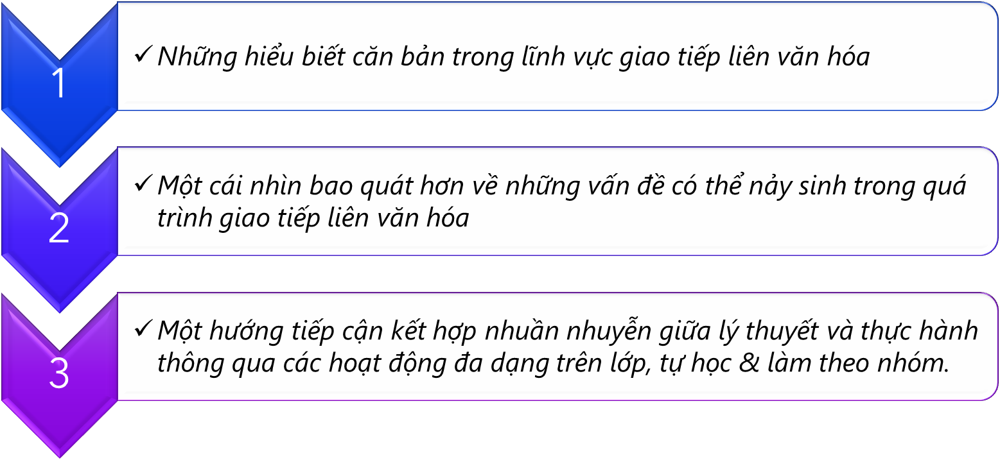 1
✓ Những hiểu biết căn bản trong lĩnh vực giao tiếp liên văn hóa
2
✓ Một cái nhìn bao quát hơn về những vấn đề có thể nảy sinh trong quá
trình giao tiếp liên văn hóa
3
✓ Một hướng tiếp cận kết hợp nhuần nhuyễn giữa lý thuyết và thực hành
thông qua các hoạt động đa dạng trên lớp, tự học & làm theo nhóm.